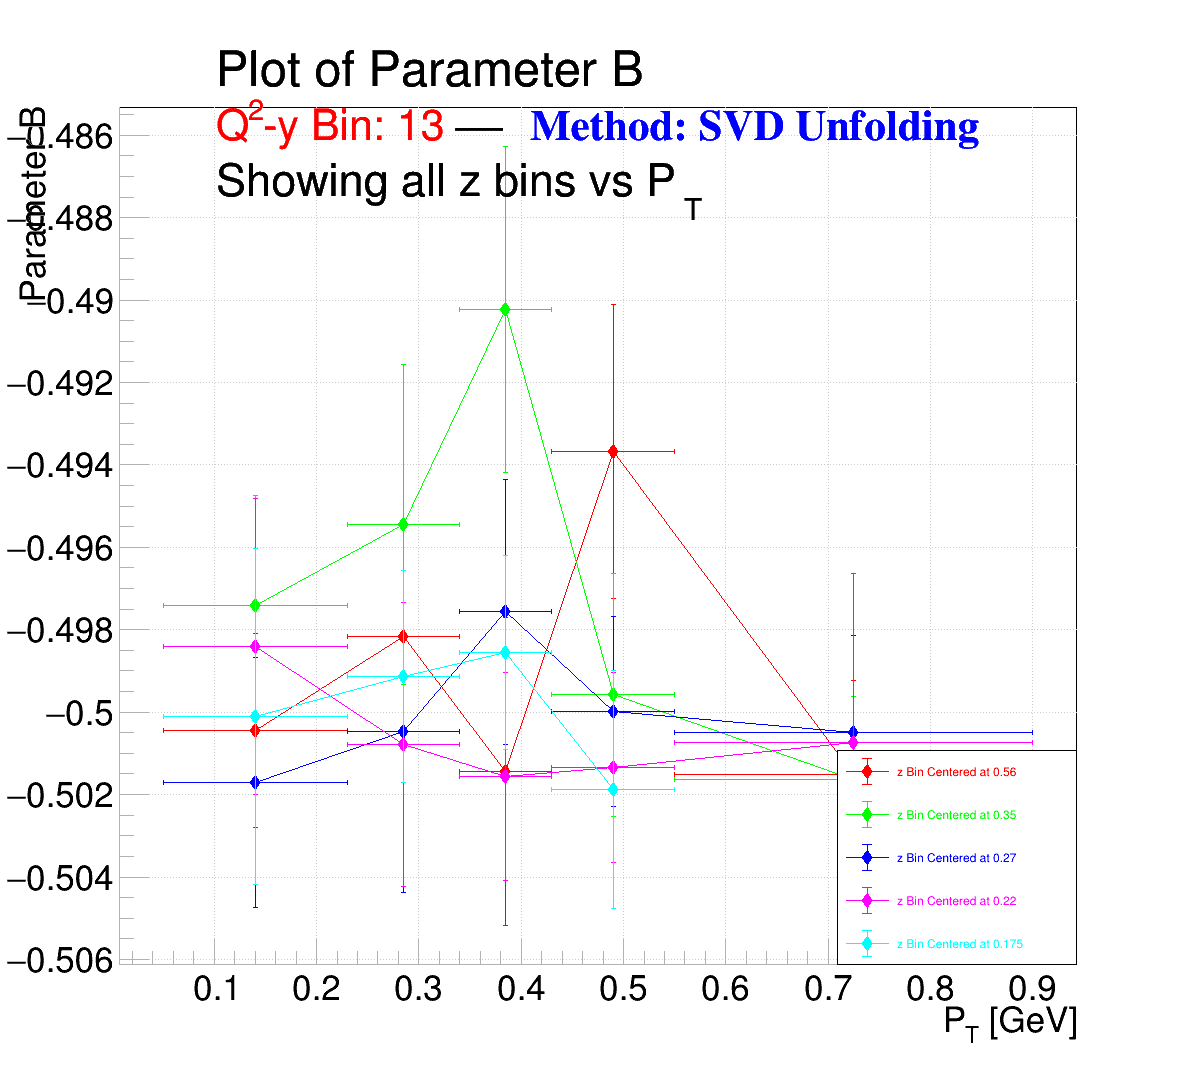 Plot of Parameter B
Q²-y Bin: 13 — Method: SVD Unfolding
Showing all z bins vs P_T
Parameter B
−0.486
−0.488
−0.49
−0.492
−0.494
−0.496
−0.498
−0.5
−0.502
−0.504
−0.506
z Bin Centered at 0.56
z Bin Centered at 0.35
z Bin Centered at 0.27
z Bin Centered at 0.22
z Bin Centered at 0.175
0.1 0.2 0.3 0.4 0.5 0.6 0.7 0.8 0.9
P_T [GeV]